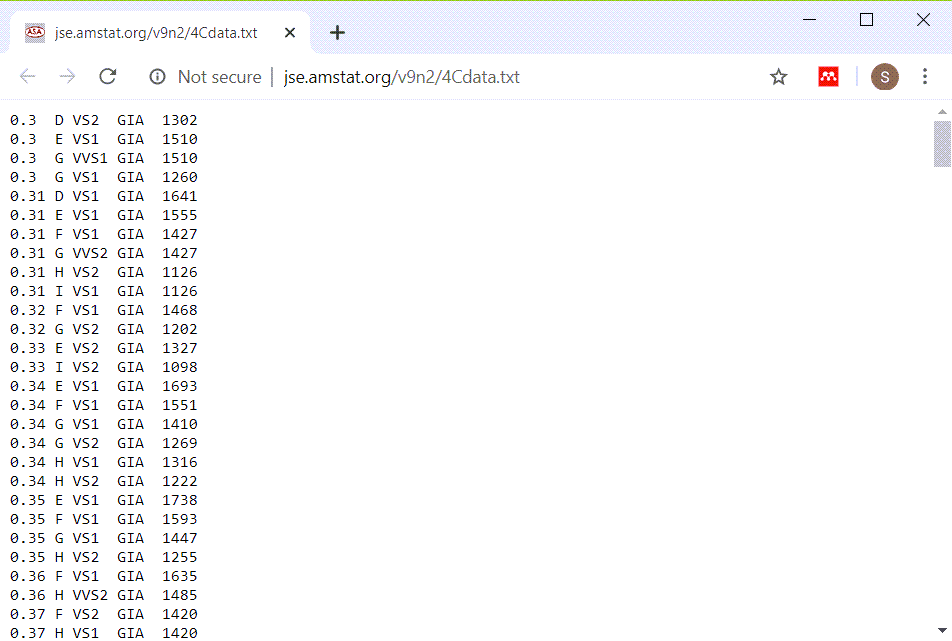 ASA jse.amstat.org/v9n2/4Cdata.txt
Not secure | jse.amstat.org/v9n2/4Cdata.txt S
0.3  D VS2  GIA  1302
0.3  E VS1  GIA  1510
0.3  G VVS1 GIA  1510
0.3  G VS1  GIA  1260
0.31 D VS1  GIA  1641
0.31 E VS1  GIA  1555
0.31 F VS1  GIA  1427
0.31 G VVS2 GIA  1427
0.31 H VS2  GIA  1126
0.31 I VS1  GIA  1126
0.32 F VS1  GIA  1468
0.32 G VS2  GIA  1202
0.33 E VS2  GIA  1327
0.33 I VS2  GIA  1098
0.34 E VS1  GIA  1693
0.34 F VS1  GIA  1551
0.34 G VS1  GIA  1410
0.34 G VS2  GIA  1269
0.34 H VS1  GIA  1316
0.34 H VS2  GIA  1222
0.35 E VS1  GIA  1738
0.35 F VS1  GIA  1593
0.35 G VS1  GIA  1447
0.35 H VS2  GIA  1255
0.36 F VS1  GIA  1635
0.36 H VVS2 GIA  1485
0.37 F VS2  GIA  1420
0.37 H VS1  GIA  1420